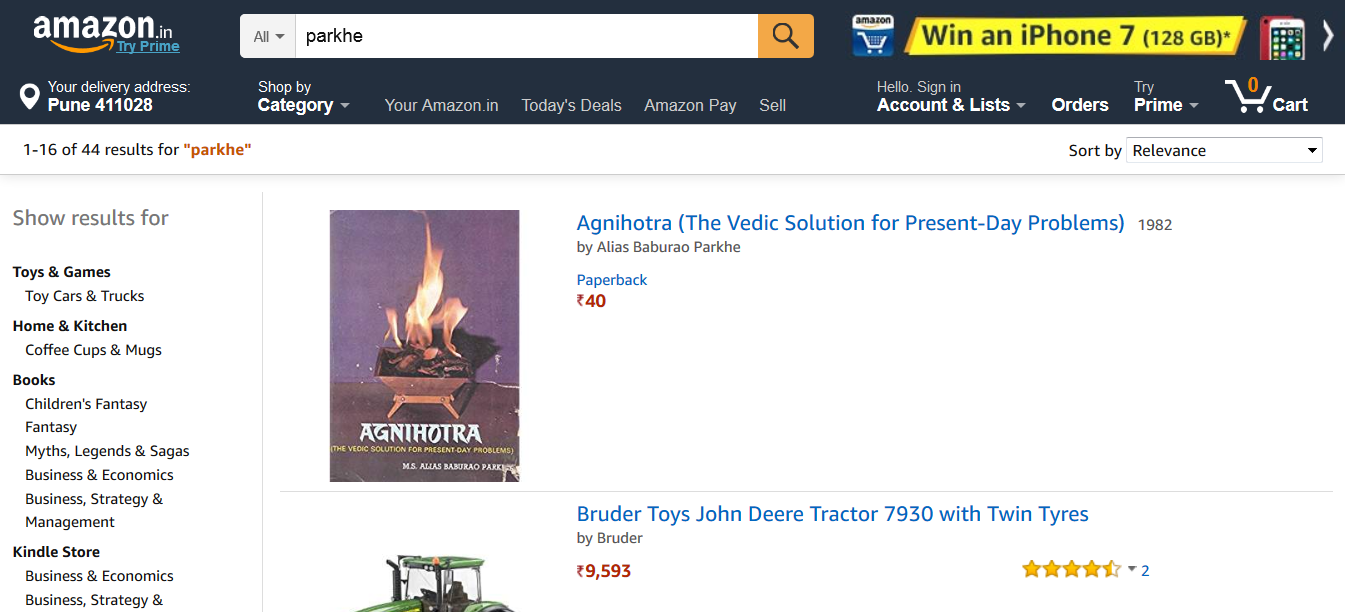 amazon.in
Try Prime
All
parkhe
amazon
Win an iPhone 7 (128 GB)*
Your delivery address:
Pune 411028
Shop by
Category
Your Amazon.in
Today's Deals
Amazon Pay
Sell
Hello. Sign in
Account & Lists
Orders
Try
Prime
0
Cart
1-16 of 44 results for "parkhe"
Sort by
Relevance
Show results for
Toys & Games
Toy Cars & Trucks
Home & Kitchen
Coffee Cups & Mugs
Books
Children's Fantasy
Fantasy
Myths, Legends & Sagas
Business & Economics
Business, Strategy &
Management
Kindle Store
Business & Economics
Business, Strategy &
AGNIHOTRA
(THE VEDIC SOLUTION FOR PRESENT-DAY PROBLEMS)
M.S. ALIAS BABURAO PARKHE
Agnihotra (The Vedic Solution for Present-Day Problems) 1982
by Alias Baburao Parkhe
Paperback
₹40
Bruder Toys John Deere Tractor 7930 with Twin Tyres
by Bruder
₹9,593
2